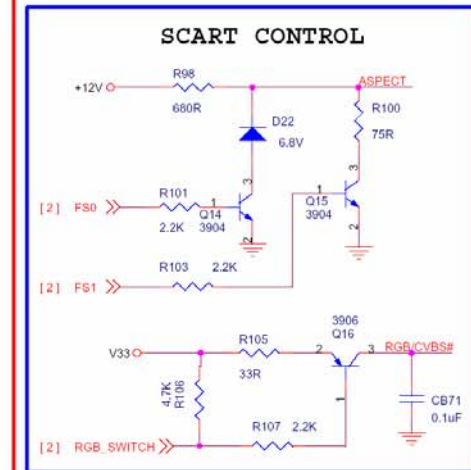 SCART CONTROL
R98
+12V
680R
ASPECT
R100
75R
D22
6.8V
3
3
R101
[2] FS0
1
2.2K
Q14
3904
2
1
Q15
3904
2
R103 2.2K
[2] FS1
3906
Q16
V33
R105
33R
2
3
RGB/CVBS#
4.7K
R106
1
CB71
0.1uF
R107 2.2K
[2] RGB_SWITCH